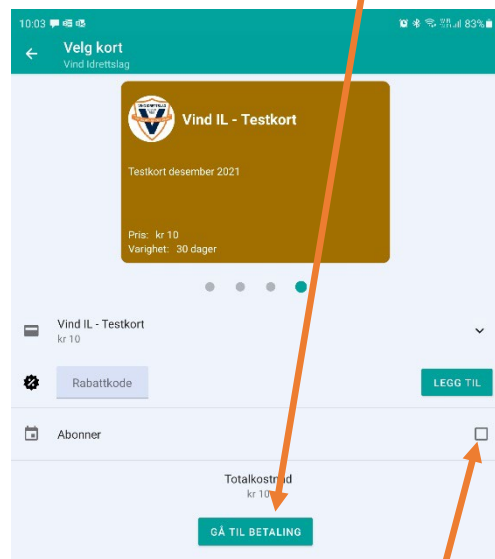 10:03
83%
Velg kort
Vind Idrettslag
Vind IL - Testkort
Testkort desember 2021
Pris: kr 10
Varighet: 30 dager
Vind IL - Testkort
kr 10
Rabattkode
LEGG TIL
Abonner
Totalkostnad
kr 10
GÅ TIL BETALING